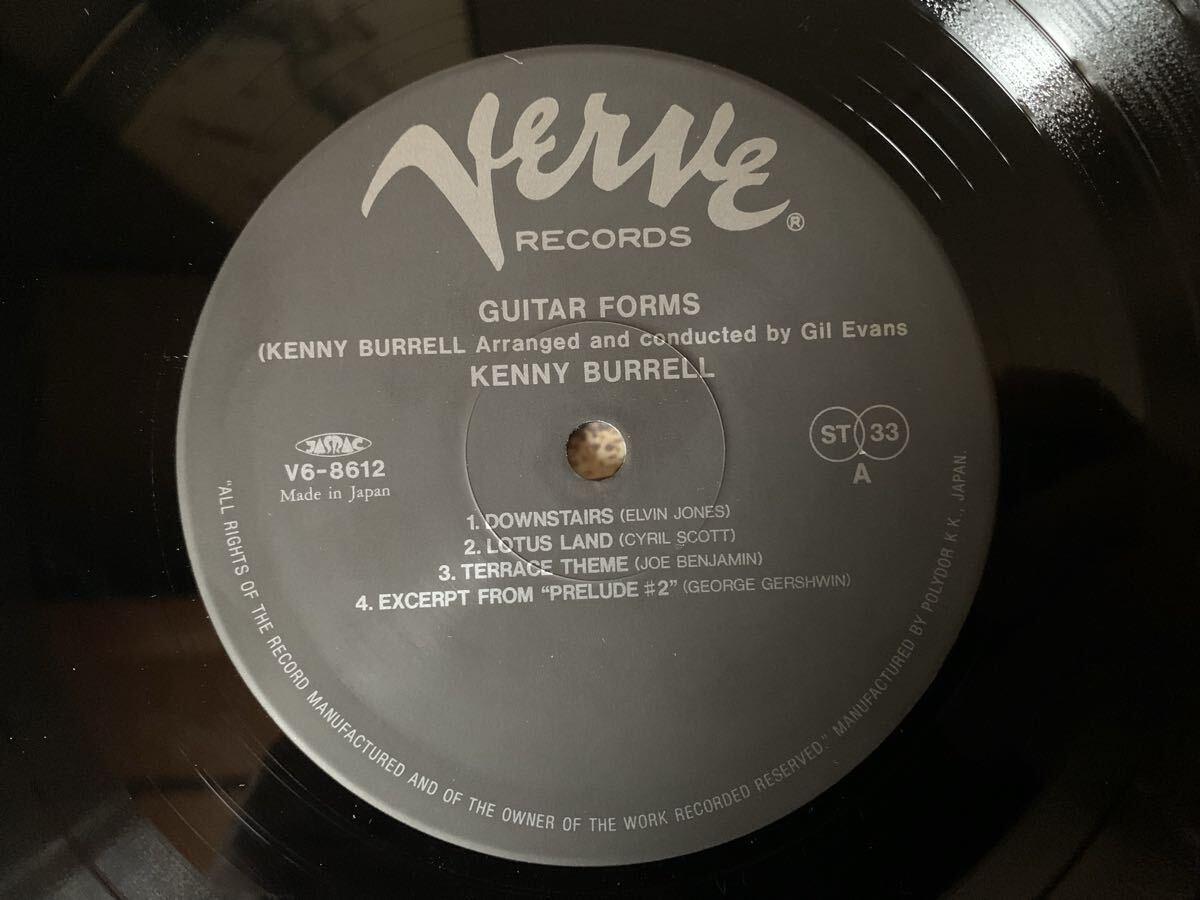 Verve ®
RECORDS
GUITAR FORMS
(KENNY BURRELL Arranged and conducted by Gil Evans
KENNY BURRELL
JASRAC
V6-8612
Made in Japan
ST 33
A
1. DOWNSTAIRS (ELVIN JONES)
2. LOTUS LAND (CYRIL SCOTT)
3. TERRACE THEME (JOE BENJAMIN)
4. EXCERPT FROM "PRELUDE #2" (GEORGE GERSHWIN)
"ALL RIGHTS OF THE RECORD MANUFACTURED AND OF THE OWNER OF THE WORK RECORDED RESERVED." MANUFACTURED BY POLYDOR K.K., JAPAN.